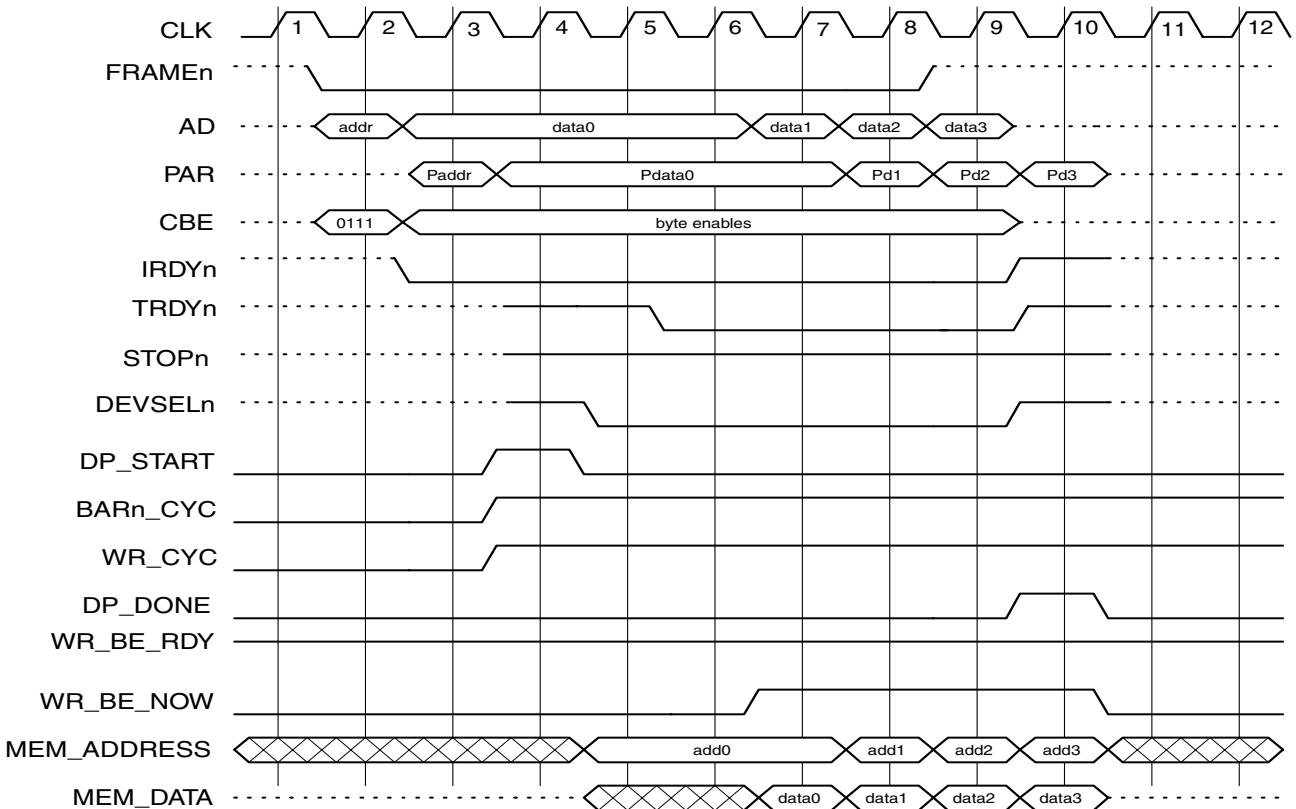 CLK 1 2 3 4 5 6 7 8 9 10 11 12
FRAMEn
AD addr data0 data1 data2 data3
PAR Paddr Pdata0 Pd1 Pd2 Pd3
CBE 0111 byte enables
IRDYn
TRDYn
STOPn
DEVSELn
DP_START
BARn_CYC
WR_CYC
DP_DONE
WR_BE_RDY
WR_BE_NOW
MEM_ADDRESS add0 add1 add2 add3
MEM_DATA data0 data1 data2 data3